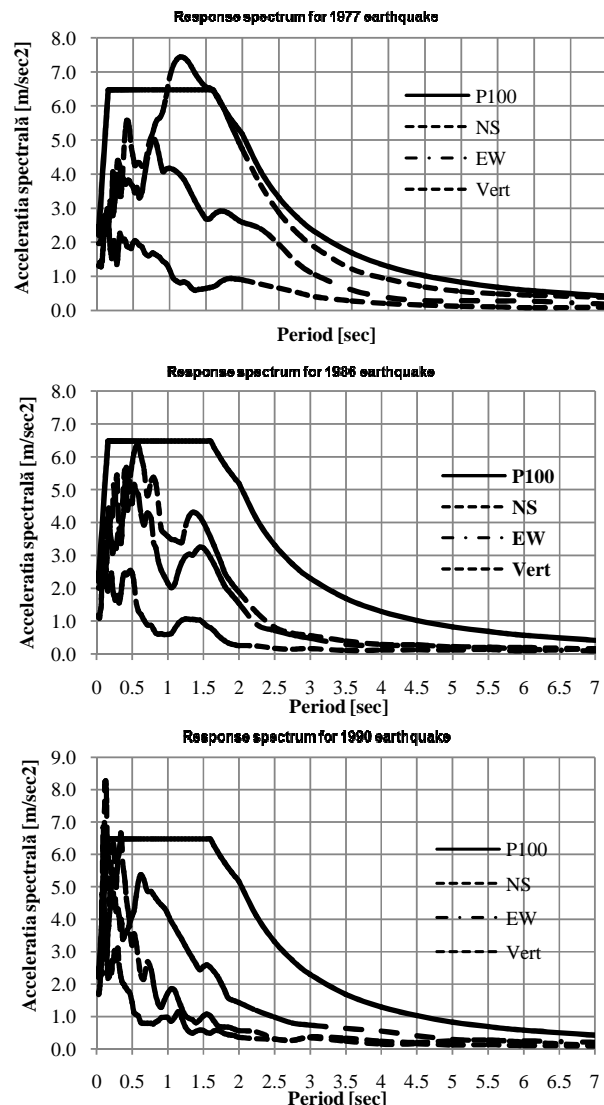 Response spectrum for 1977 earthquake
8.0
7.0
6.0
5.0
4.0
3.0
2.0
1.0
0.0
Acceleratia spectrală [m/sec2]
P100
NS
EW
Vert
Period [sec]
Response spectrum for 1986 earthquake
8.0
7.0
6.0
5.0
4.0
3.0
2.0
1.0
0.0
Acceleratia spectrală [m/sec2]
P100
NS
EW
Vert
0 0.5 1 1.5 2 2.5 3 3.5 4 4.5 5 5.5 6 6.5 7
Period [sec]
Response spectrum for 1990 earthquake
9.0
8.0
7.0
6.0
5.0
4.0
3.0
2.0
1.0
0.0
Acceleratia spectrală [m/sec2]
P100
NS
EW
Vert
0 0.5 1 1.5 2 2.5 3 3.5 4 4.5 5 5.5 6 6.5 7
Period [sec]